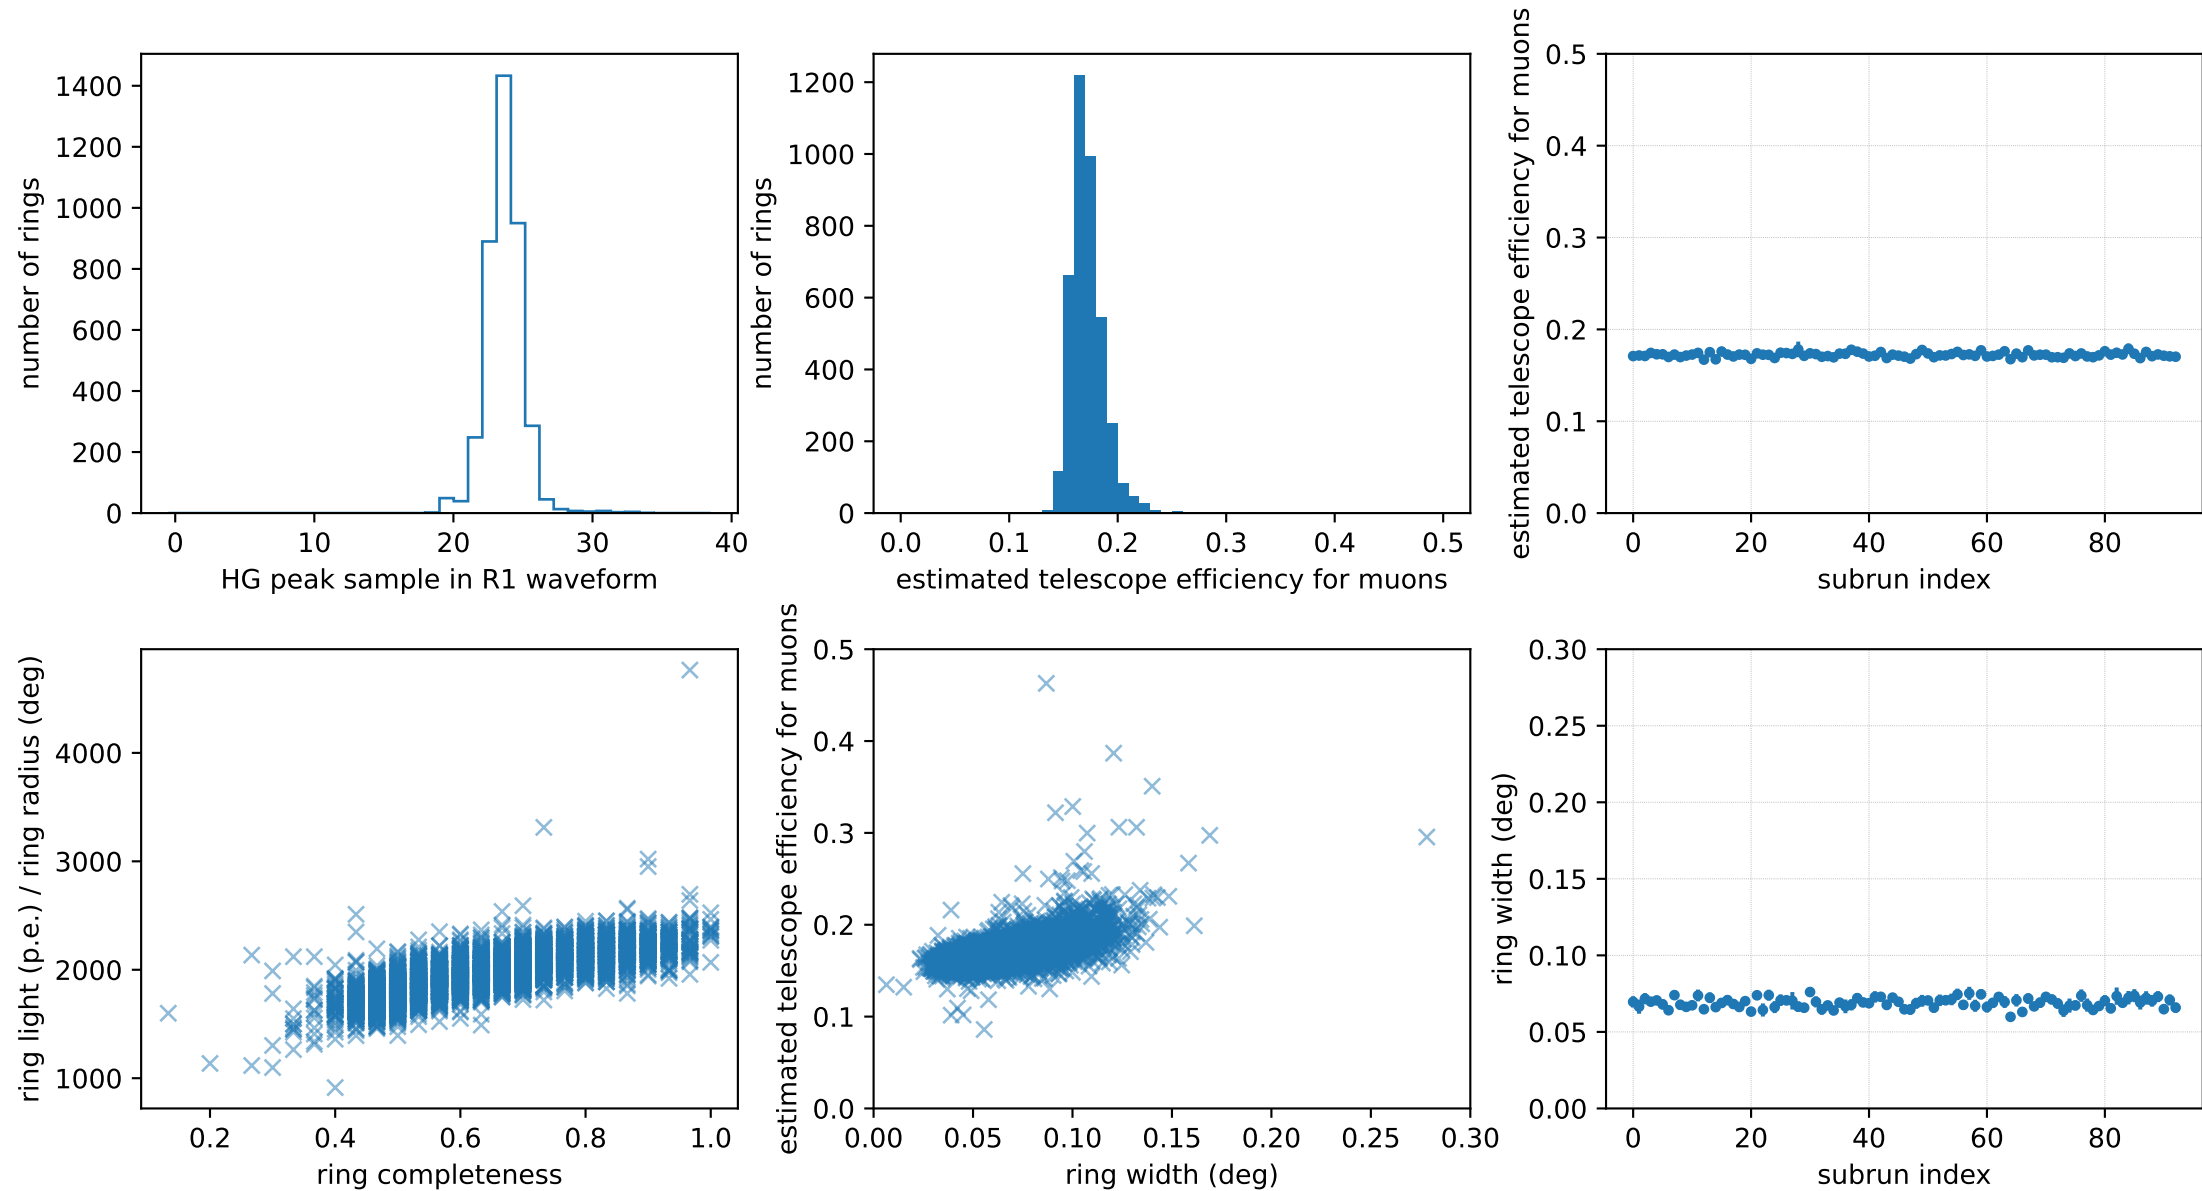 number of rings
1400
1200
1000
800
600
400
200
0
0 10 20 30 40
HG peak sample in R1 waveform
number of rings
1200
1000
800
600
400
200
0
0.0 0.1 0.2 0.3 0.4 0.5
estimated telescope efficiency for muons
estimated telescope efficiency for muons
0.5
0.4
0.3
0.2
0.1
0.0
0 20 40 60 80
subrun index
ring light (p.e.) / ring radius (deg)
4000
3000
2000
1000
0.2 0.4 0.6 0.8 1.0
ring completeness
estimated telescope efficiency for muons
0.5
0.4
0.3
0.2
0.1
0.0
0.00 0.05 0.10 0.15 0.20 0.25 0.30
ring width (deg)
ring width (deg)
0.30
0.25
0.20
0.15
0.10
0.05
0.00
0 20 40 60 80
subrun index